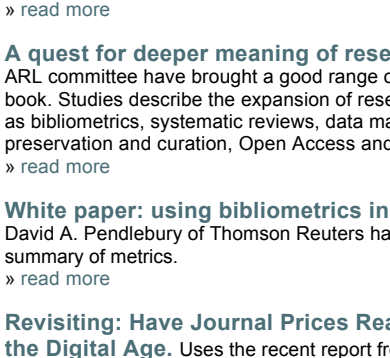 » read more
A quest for deeper meaning of rese
ARL committee have brought a good range o
book. Studies describe the expansion of rese
as bibliometrics, systematic reviews, data ma
preservation and curation, Open Access and
» read more
White paper: using bibliometrics in
David A. Pendlebury of Thomson Reuters ha
summary of metrics.
» read more
Revisiting: Have Journal Prices Rea
the Digital Age. Uses the recent report fr